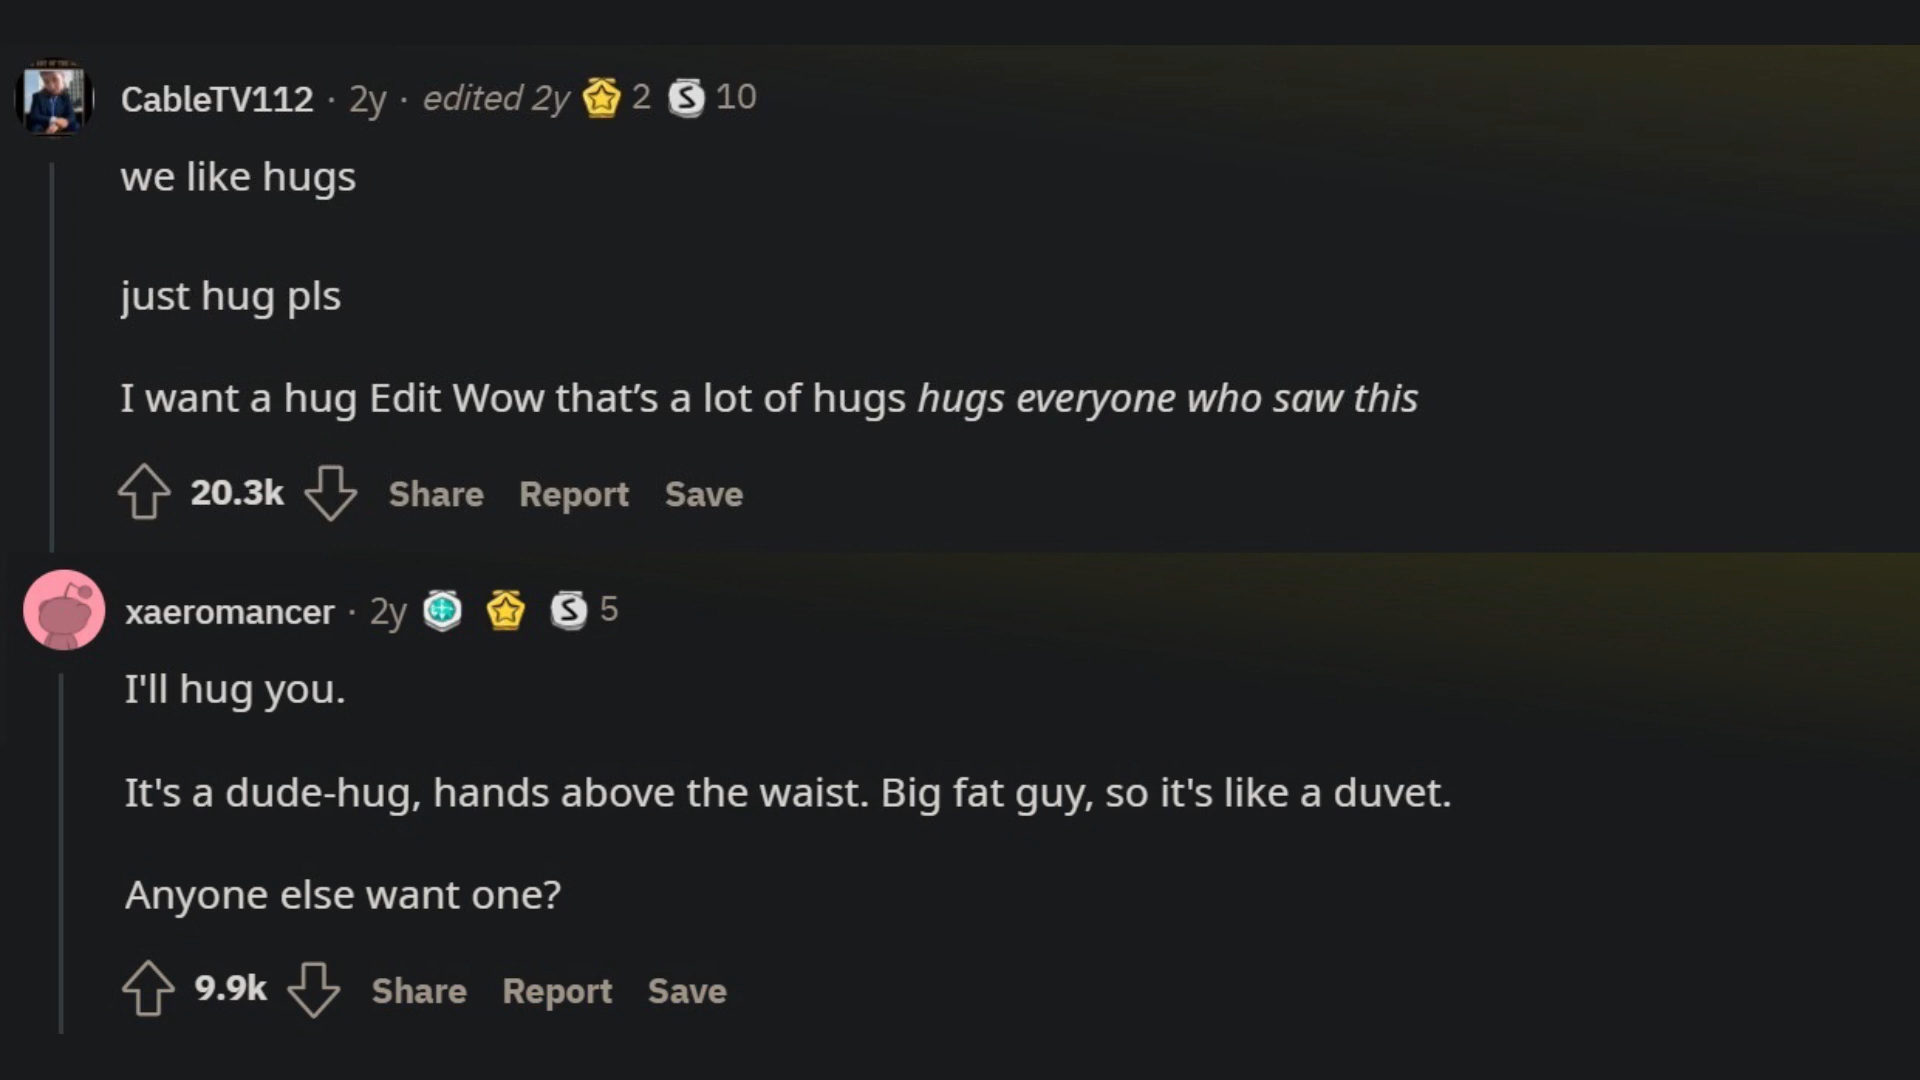 CableTV112 · 2y · edited 2y 2 10
we like hugs
just hug pls
I want a hug Edit Wow that’s a lot of hugs hugs everyone who saw this
20.3k Share Report Save
xaeromancer · 2y S 5
I'll hug you.
It's a dude-hug, hands above the waist. Big fat guy, so it's like a duvet.
Anyone else want one?
9.9k Share Report Save